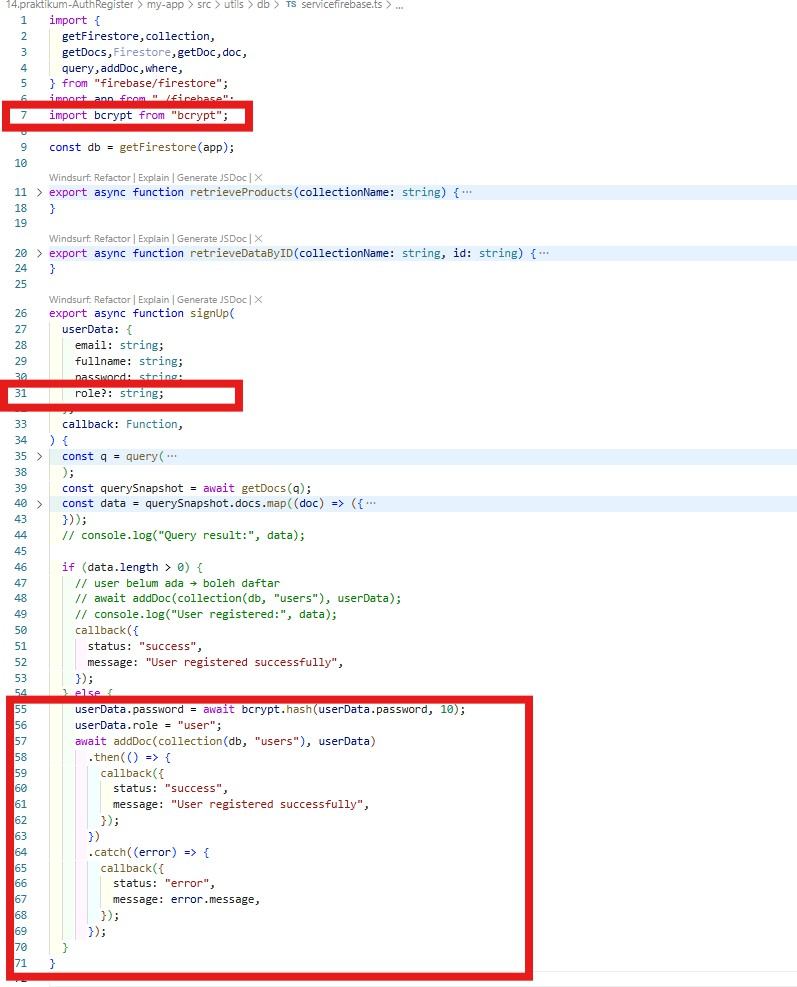 14.praktikum-AuthRegister > my-app > src > utils > db > TS servicefirebase.ts > ...
1 import {
2 getFirestore,collection,
3 getDocs,Firestore,getDoc,doc,
4 query,addDoc,where,
5 } from "firebase/firestore";
6 import app from "./firebase";
7 import bcrypt from "bcrypt";
8
9 const db = getFirestore(app);
10
Windsurf: Refactor | Explain | Generate JSDoc | X
11 > export async function retrieveProducts(collectionName: string) { ···
18 }
19
Windsurf: Refactor | Explain | Generate JSDoc | X
20 > export async function retrieveDataByID(collectionName: string, id: string) { ···
24 }
25
Windsurf: Refactor | Explain | Generate JSDoc | X
26 export async function signUp(
27 userData: {
28 email: string;
29 fullname: string;
30 password: string;
31 role?: string;
},
33 callback: Function,
34 ) {
35 > const q = query( ···
38 );
39 const querySnapshot = await getDocs(q);
40 > const data = querySnapshot.docs.map((doc) => ({ ···
43 }));
44 // console.log("Query result:", data);
45
46 if (data.length > 0) {
47 // user belum ada → boleh daftar
48 // await addDoc(collection(db, "users"), userData);
49 // console.log("User registered:", data);
50 callback({
51 status: "success",
52 message: "User registered successfully",
53 });
54 } else {
55 userData.password = await bcrypt.hash(userData.password, 10);
56 userData.role = "user";
57 await addDoc(collection(db, "users"), userData)
58 .then(() => {
59 callback({
60 status: "success",
61 message: "User registered successfully",
62 });
63 })
64 .catch((error) => {
65 callback({
66 status: "error",
67 message: error.message,
68 });
69 });
70 }
71 }